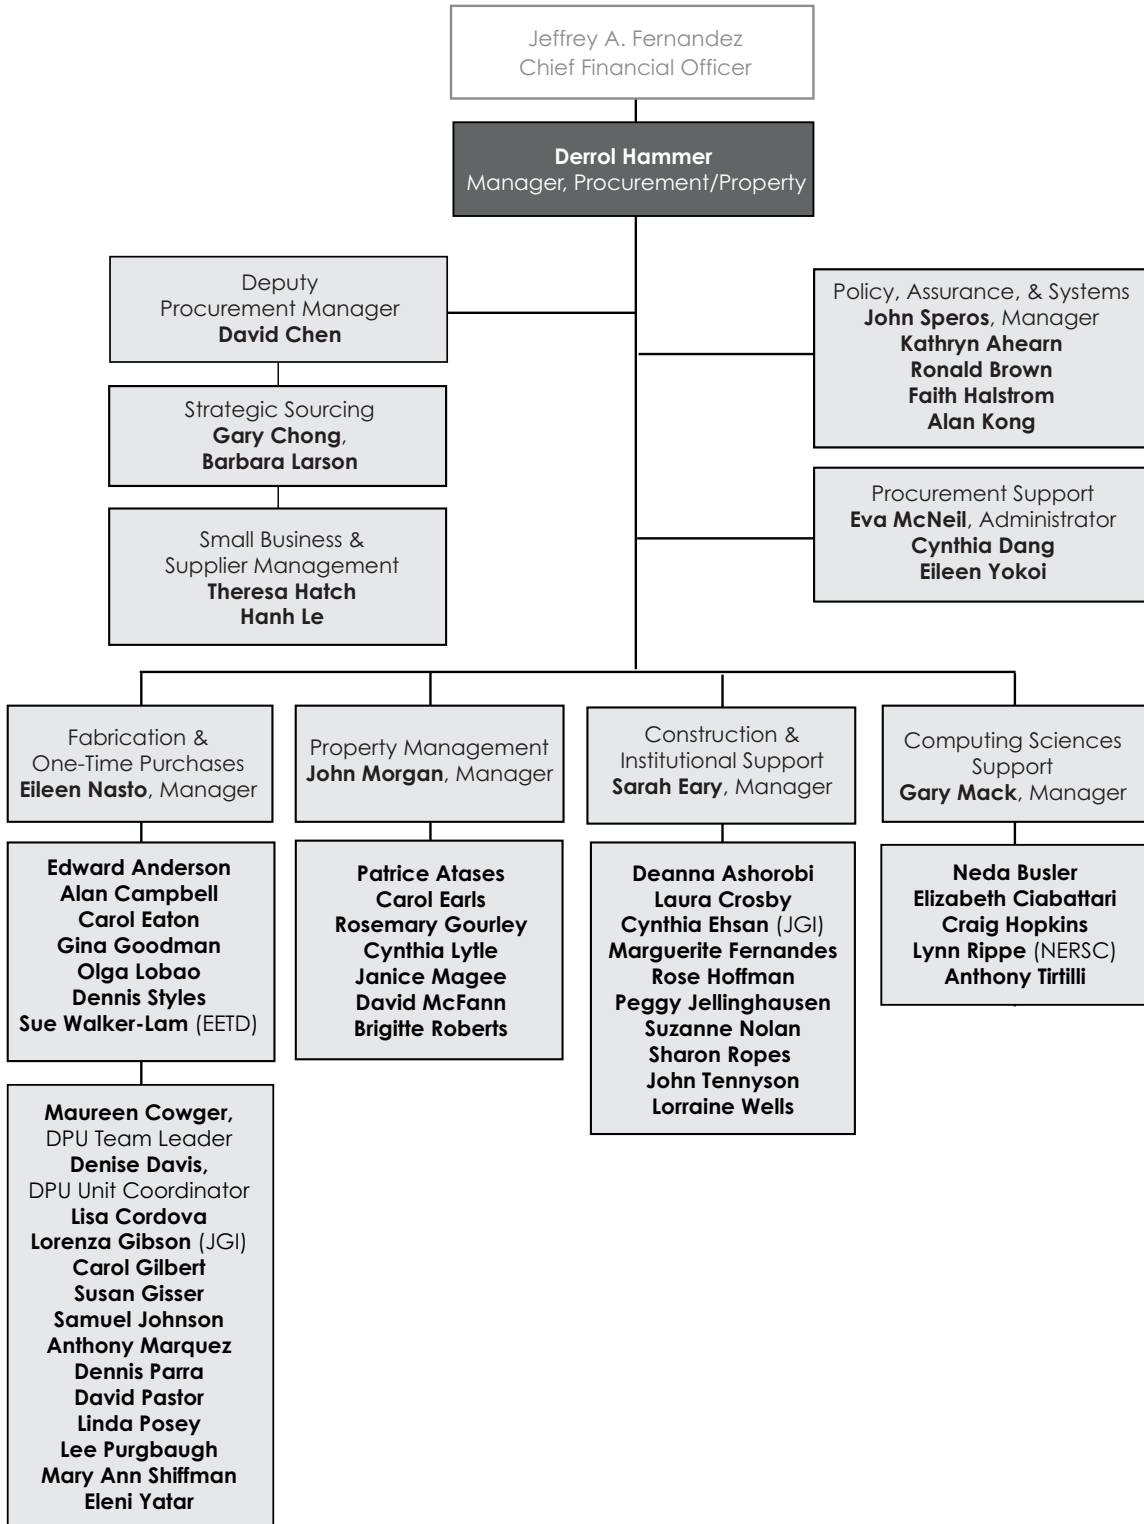 Jeffrey A. Fernandez
Chief Financial Officer
Derrol Hammer
Manager, Procurement/Property
Deputy
Procurement Manager
David Chen
Strategic Sourcing
Gary Chong,
Barbara Larson
Small Business &
Supplier Management
Theresa Hatch
Hanh Le
Policy, Assurance, & Systems
John Speros, Manager
Kathryn Ahearn
Ronald Brown
Faith Halstrom
Alan Kong
Procurement Support
Eva McNeil, Administrator
Cynthia Dang
Eileen Yokoi
Fabrication &
One-Time Purchases
Eileen Nasto, Manager
Edward Anderson
Alan Campbell
Carol Eaton
Gina Goodman
Olga Lobao
Dennis Styles
Sue Walker-Lam (EETD)
Maureen Cowger,
DPU Team Leader
Denise Davis,
DPU Unit Coordinator
Lisa Cordova
Lorenza Gibson (JGI)
Carol Gilbert
Susan Gisser
Samuel Johnson
Anthony Marquez
Dennis Parra
David Pastor
Linda Posey
Lee Purgbaugh
Mary Ann Shiffman
Eleni Yatar
Property Management
John Morgan, Manager
Patrice Atases
Carol Earls
Rosemary Gourley
Cynthia Lytle
Janice Magee
David McFann
Brigitte Roberts
Construction &
Institutional Support
Sarah Eary, Manager
Deanna Ashorobi
Laura Crosby
Cynthia Ehsan (JGI)
Marguerite Fernandes
Rose Hoffman
Peggy Jellinghausen
Suzanne Nolan
Sharon Ropes
John Tennyson
Lorraine Wells
Computing Sciences
Support
Gary Mack, Manager
Neda Busler
Elizabeth Ciabattari
Craig Hopkins
Lynn Rippe (NERSC)
Anthony Tirtilli